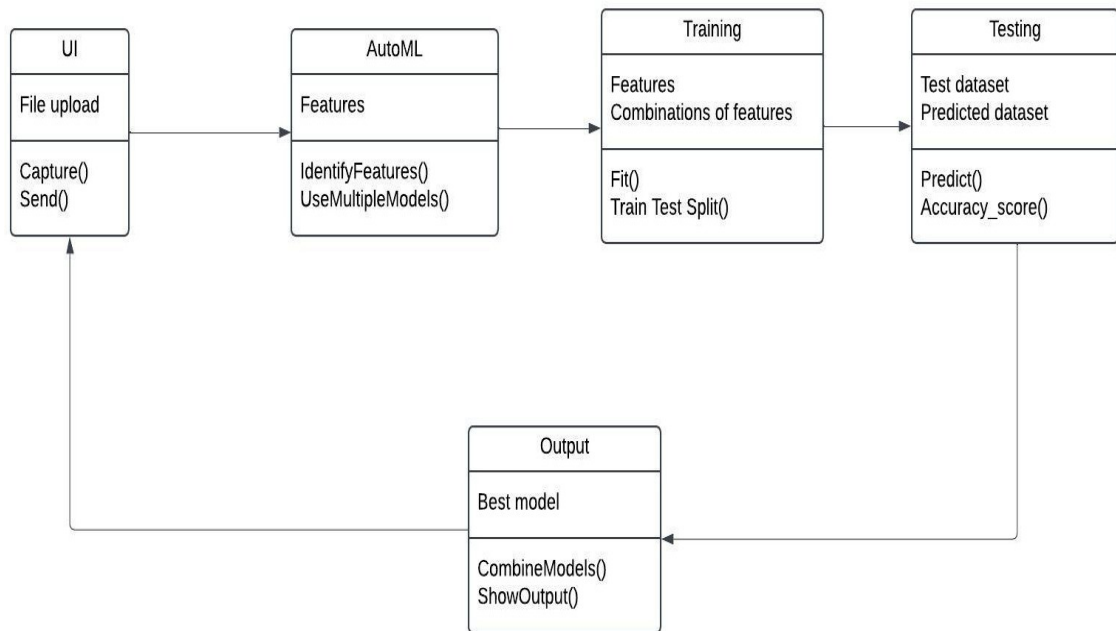 UI
File upload
Capture()
Send()
AutoML
Features
IdentifyFeatures()
UseMultipleModels()
Training
Features
Combinations of features
Fit()
Train Test Split()
Testing
Test dataset
Predicted dataset
Predict()
Accuracy_score()
Output
Best model
CombineModels()
ShowOutput()